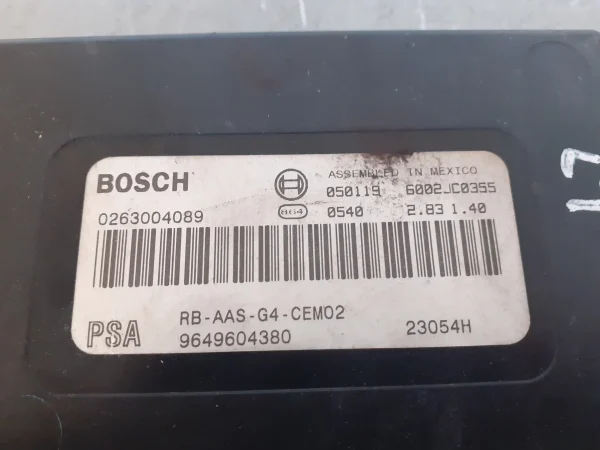 BOSCH
ASSEMBLED IN MEXICO
050119 6002JC0355
0263004089
864 0540 2.83 1.40
RB-AAS-G4-CEM02
PSA 9649604380 23054H